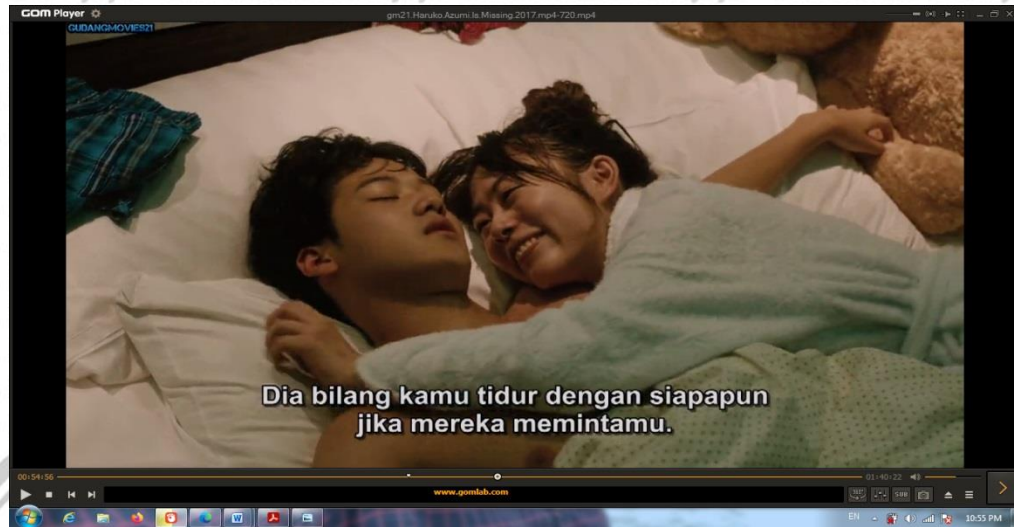 GOM Player
gm21.Haruko.Azumi.Is.Missing.2017.mp4-720.mp4
GUDANGMOVIES21
Dia bilang kamu tidur dengan siapapun
jika mereka memintamu.
00:54:56
01:40:22
www.gomlab.com
SUB
EN
10:55 PM